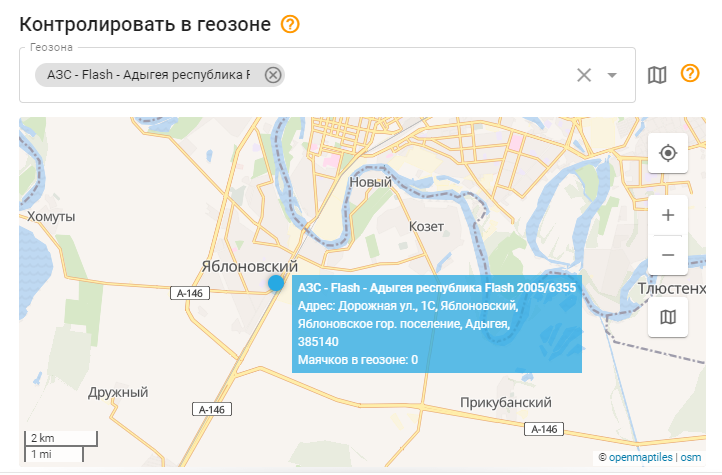 Контролировать в геозоне
Геозона
АЗС - Flash - Адыгея республика F
Новый
Хомуты
Козет
Яблоновский
А-146
Тлюстенх
АЗС - Flash - Адыгея республика Flash 2005/6355
Адрес: Дорожная ул., 1С, Яблоновский,
Яблоновское гор. поселение, Адыгея,
385140
Маячков в геозоне: 0
Дружный
А-146
Прикубанский
А-146
2 km
1 mi
© openmaptiles | osm